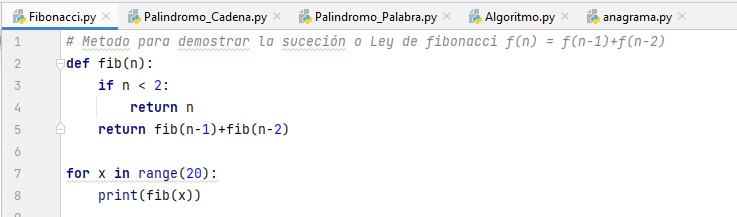 Fibonacci.py Palindromo_Cadena.py Palindromo_Palabra.py Algoritmo.py anagrama.py
1 # Metodo para demostrar la suceción o Ley de fibonacci f(n) = f(n-1)+f(n-2)
2 def fib(n):
3     if n < 2:
4         return n
5     return fib(n-1)+fib(n-2)
6
7 for x in range(20):
8     print(fib(x))